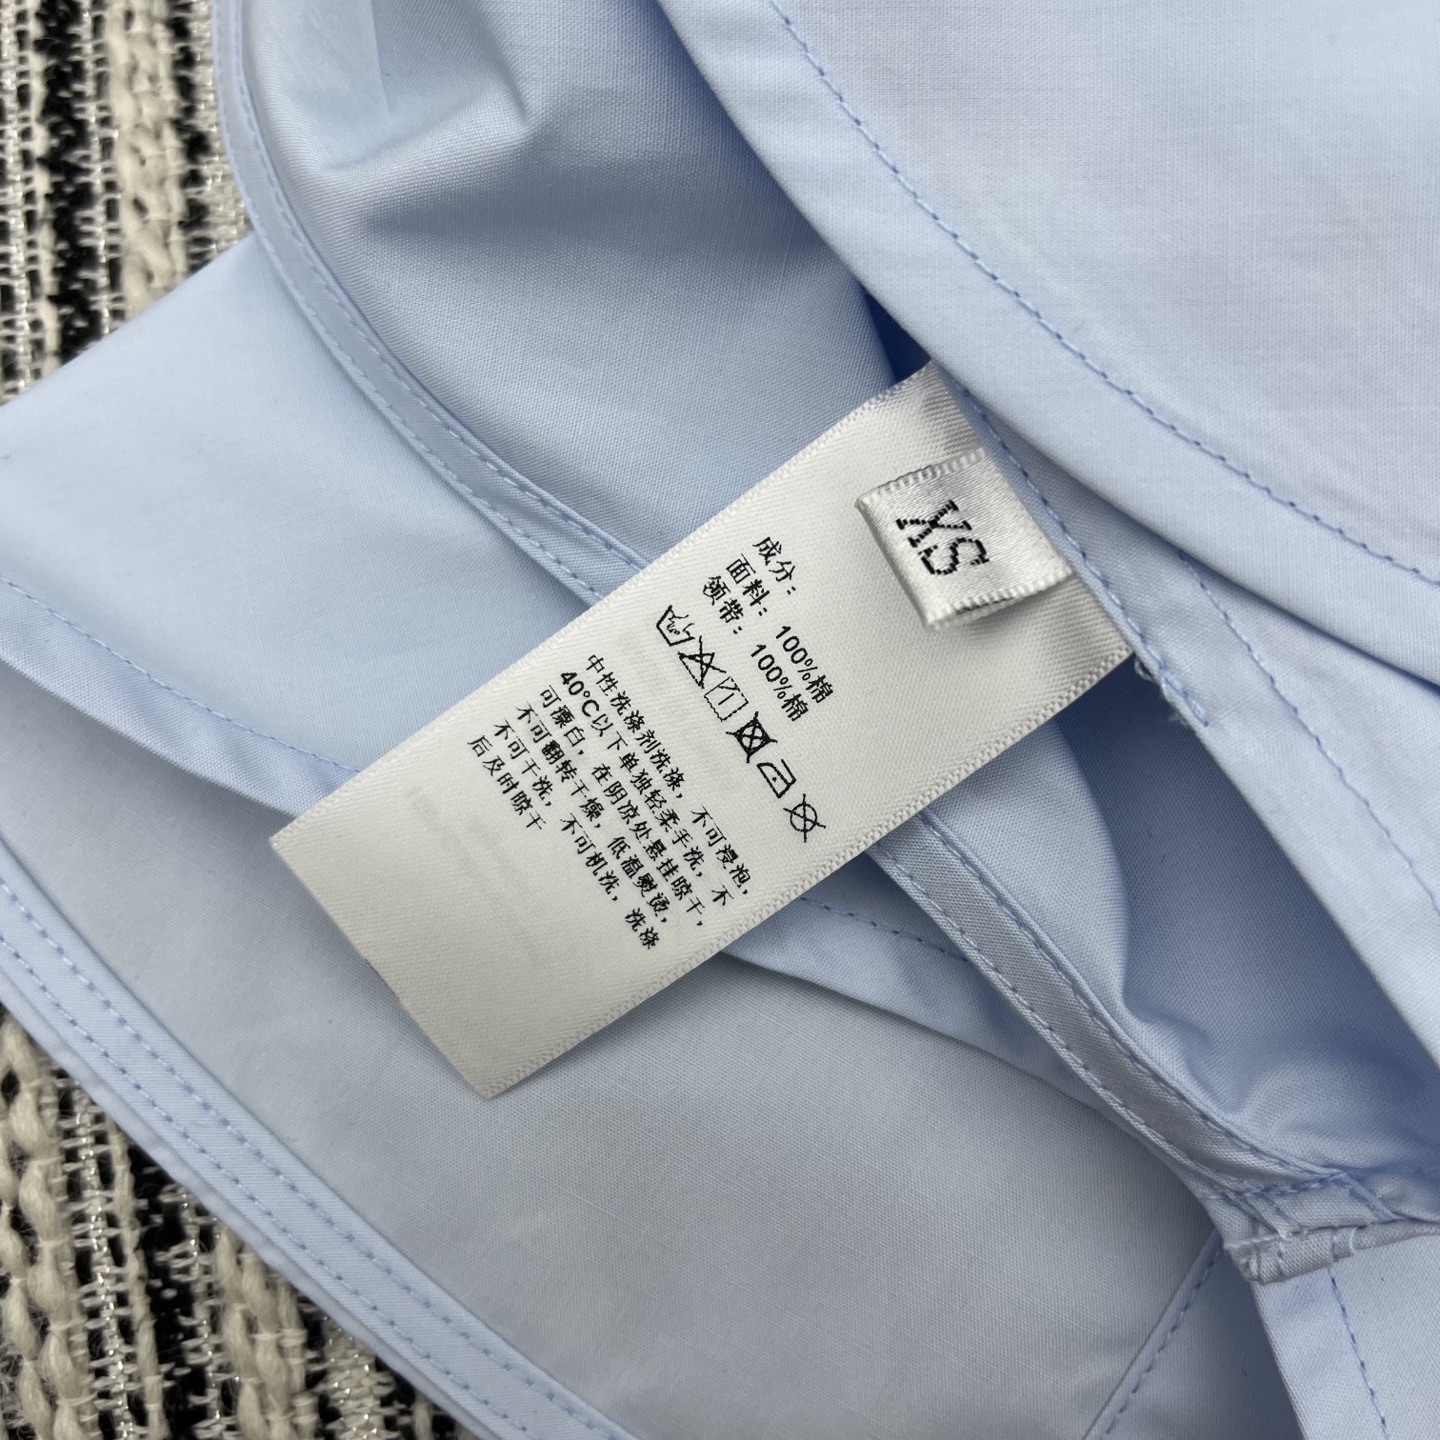 XS
成分：
面料：100%棉
领带：100%棉
中性洗涤剂洗涤，不可浸泡，
40°C以下单独轻柔手洗，不
可漂白，在阴凉处悬挂晾干，
不可翻转干燥，低温熨烫，
不可干洗，不可机洗，洗涤
后及时晾干